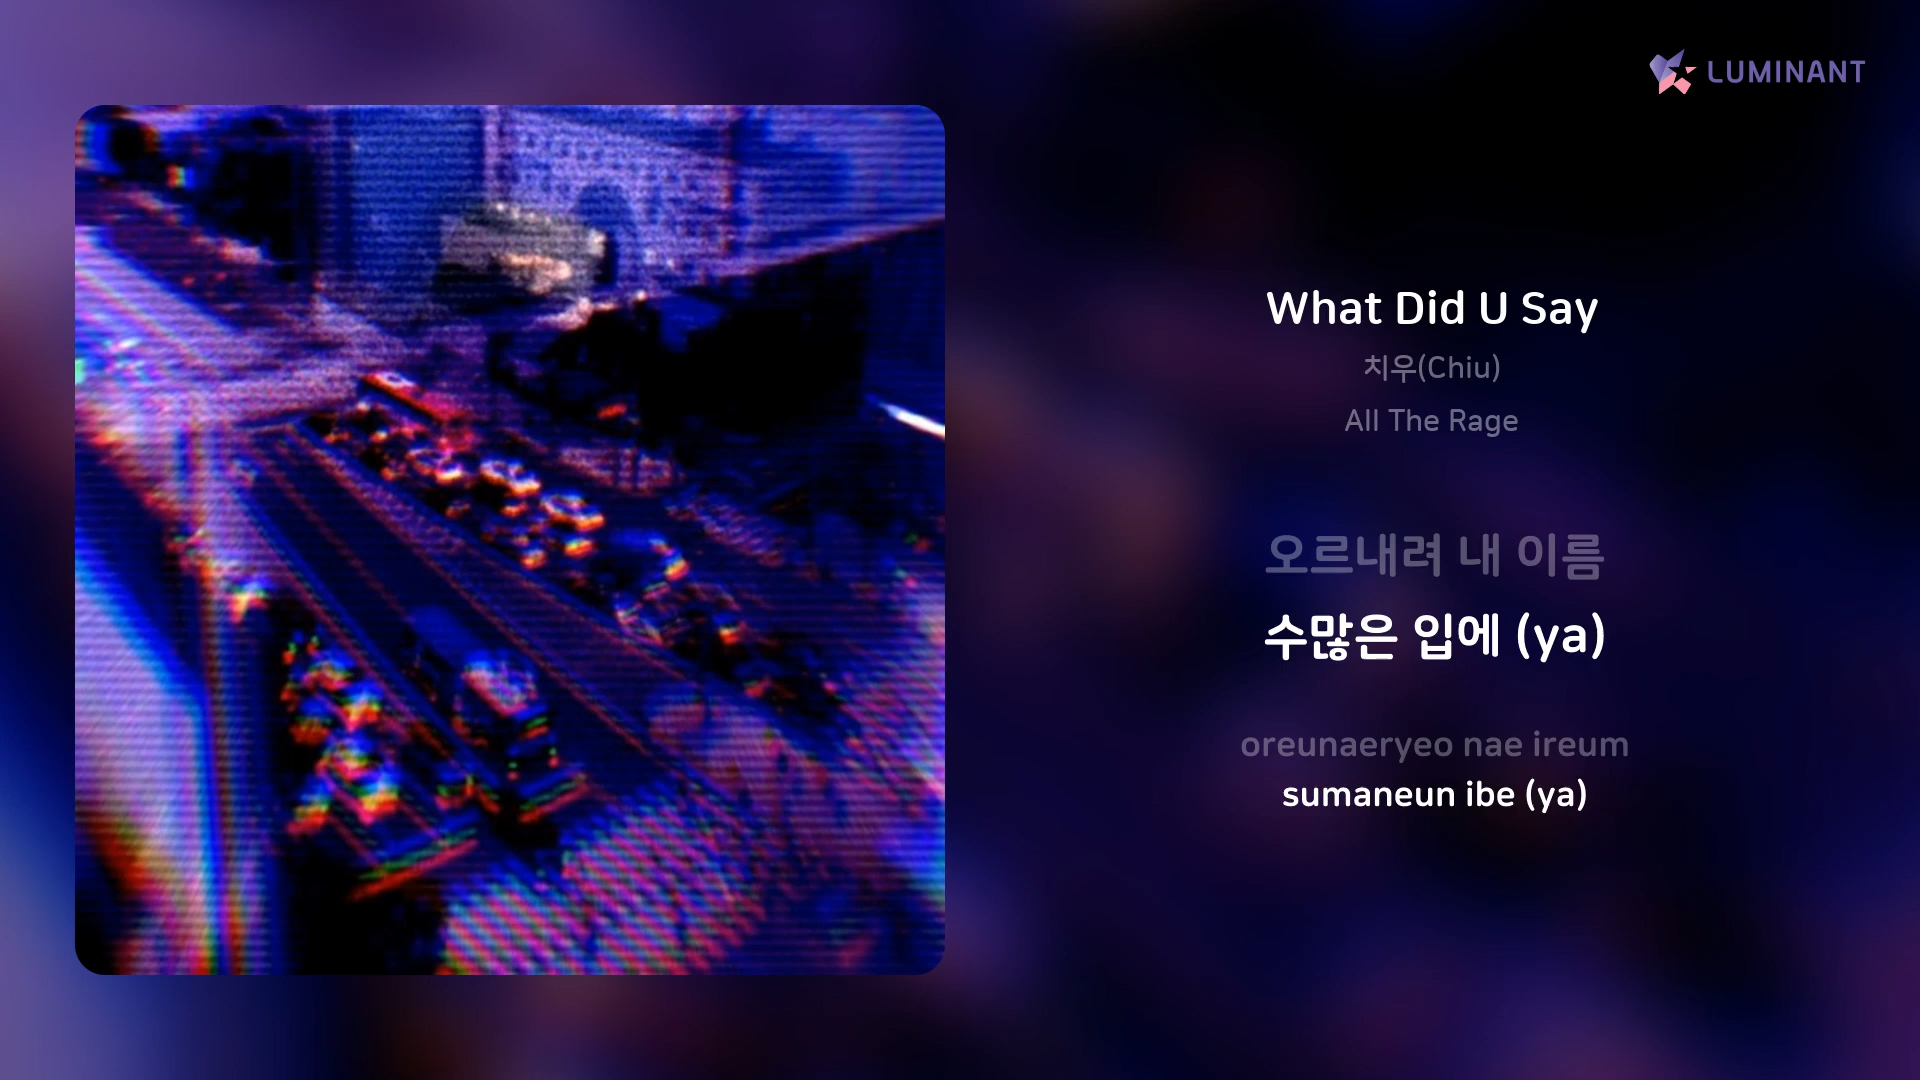 LUMINANT
What Did U Say
치우(Chiu)
All The Rage
오르내려 내 이름
수많은 입에 (ya)
oreunaeryeo nae ireum
sumaneun ibe (ya)